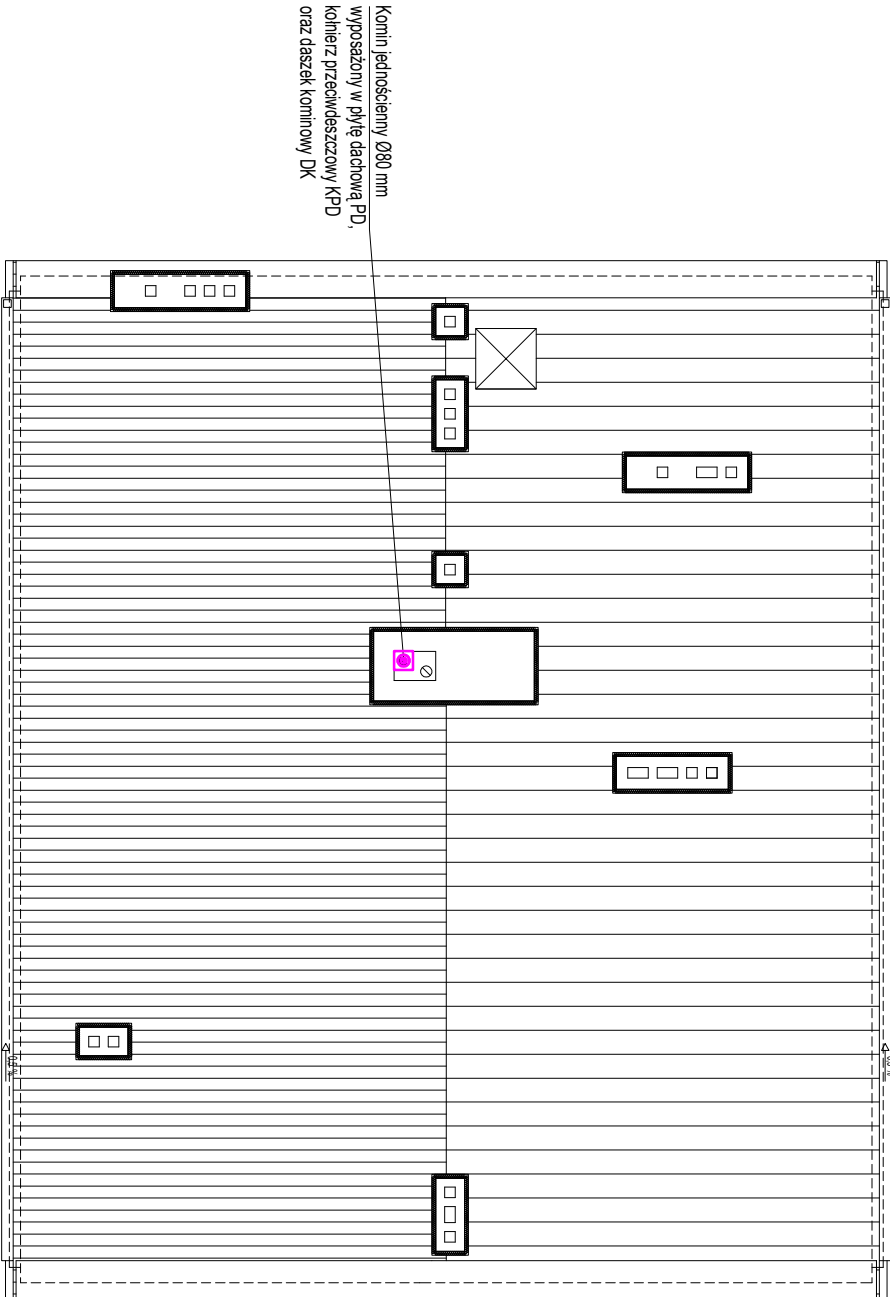 Komin jednościenny Ø80 mm
wyposażony w płytę dachową PD,
kołnierz przeciwdeszczowy KPD
oraz daszek kominowy DK